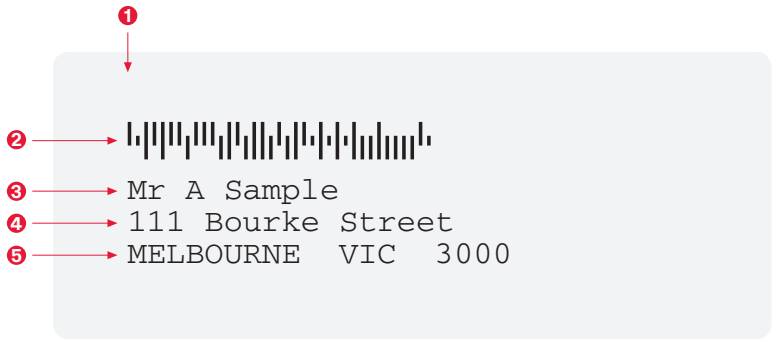 1
2
3 Mr A Sample
4 111 Bourke Street
5 MELBOURNE VIC 3000